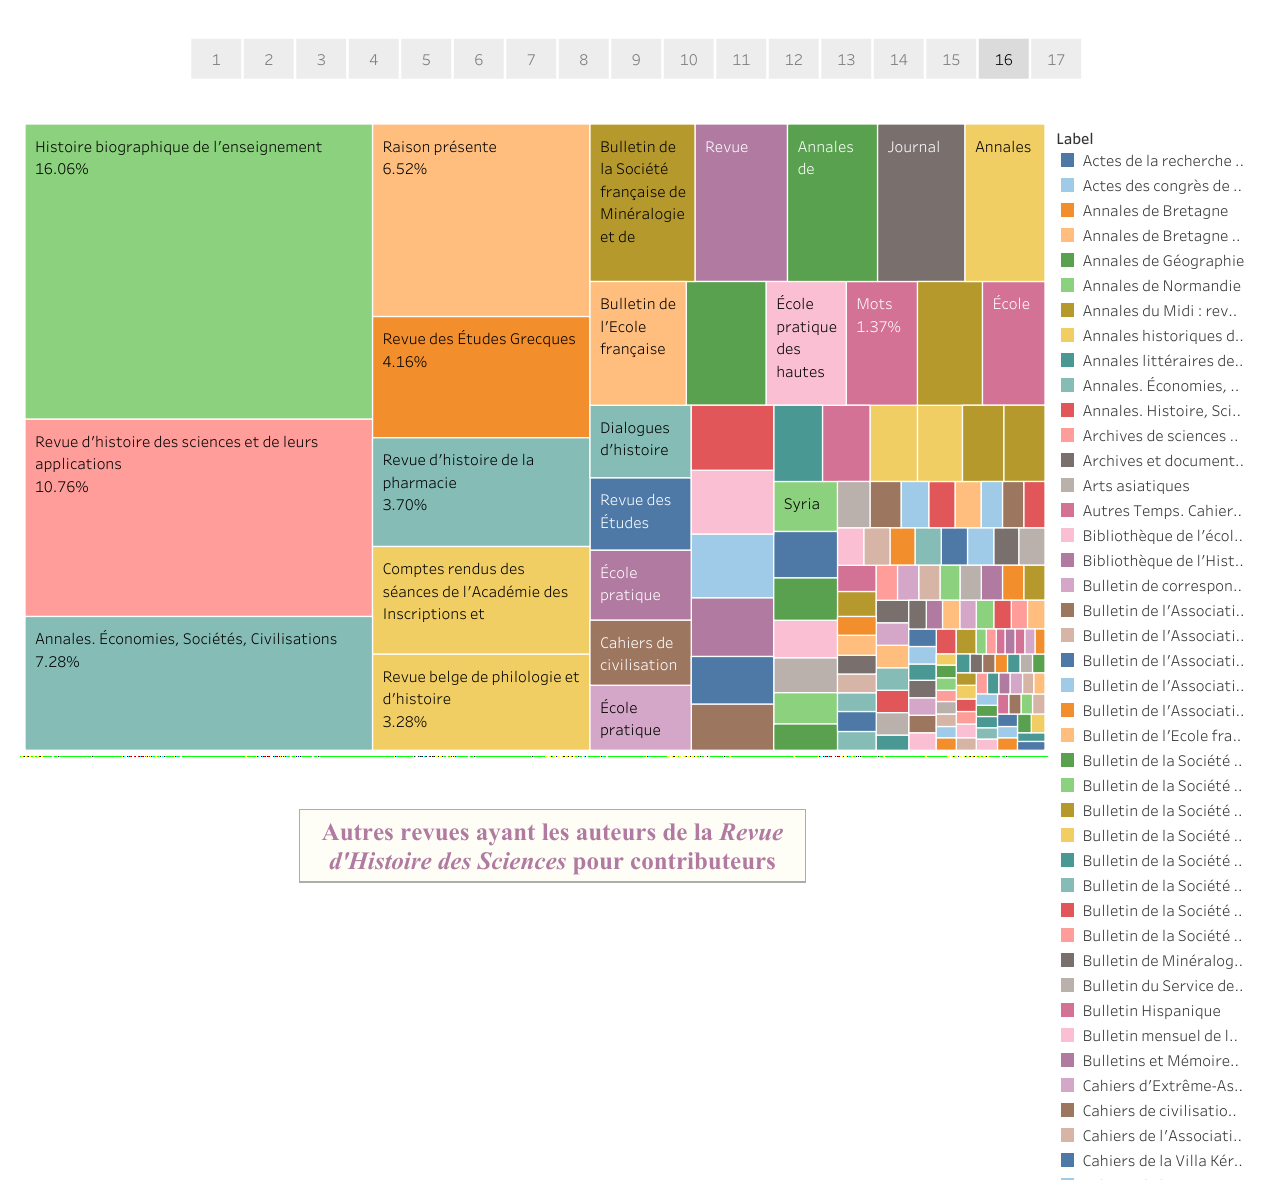 1 2 3 4 5 6 7 8 9 10 11 12 13 14 15 16 17
Histoire biographique de l'enseignement
16.06%
Revue d'histoire des sciences et de leurs
applications
10.76%
Annales. Économies, Sociétés, Civilisations
7.28%
Raison présente
6.52%
Revue des Études Grecques
4.16%
Revue d'histoire de la
pharmacie
3.70%
Comptes rendus des
séances de l'Académie des
Inscriptions et
Revue belge de philologie et
d'histoire
3.28%
Bulletin de
la Société
française de
Minéralogie
et de
Revue
Annales
de
Journal
Annales
Bulletin de
l'Ecole
française
École
pratique
des
hautes
Mots
1.37%
École
Dialogues
d'histoire
Revue des
Études
École
pratique
Cahiers de
civilisation
École
pratique
Syria
Label
Actes de la recherche ..
Actes des congrès de ..
Annales de Bretagne
Annales de Bretagne ..
Annales de Géographie
Annales de Normandie
Annales du Midi : rev..
Annales historiques d..
Annales littéraires de..
Annales. Économies, ..
Annales. Histoire, Sci..
Archives de sciences ..
Archives et document..
Arts asiatiques
Autres Temps. Cahier..
Bibliothèque de l'écol..
Bibliothèque de l'Hist..
Bulletin de correspon..
Bulletin de l'Associati..
Bulletin de l'Associati..
Bulletin de l'Associati..
Bulletin de l'Associati..
Bulletin de l'Associati..
Bulletin de l'Ecole fra..
Bulletin de la Société ..
Bulletin de la Société ..
Bulletin de la Société ..
Bulletin de la Société ..
Bulletin de la Société ..
Bulletin de la Société ..
Bulletin de la Société ..
Bulletin de la Société ..
Bulletin de Minéralog..
Bulletin du Service de..
Bulletin Hispanique
Bulletin mensuel de l..
Bulletins et Mémoire..
Cahiers d'Extrême-As..
Cahiers de civilisatio..
Cahiers de l'Associati..
Cahiers de la Villa Kér..
Autres revues ayant les auteurs de la Revue
d'Histoire des Sciences pour contributeurs